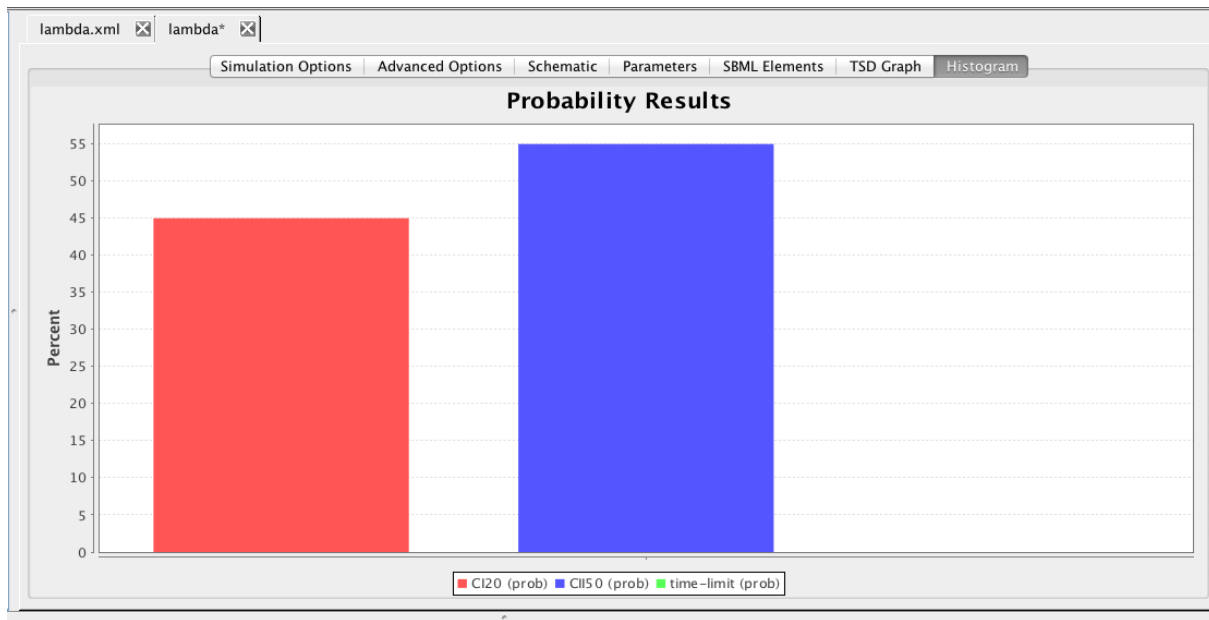 lambda.xml lambda*
Simulation Options Advanced Options Schematic Parameters SBML Elements TSD Graph Histogram
Probability Results
Percent
55
50
45
40
35
30
25
20
15
10
5
0
CI20 (prob) CII50 (prob) time-limit (prob)